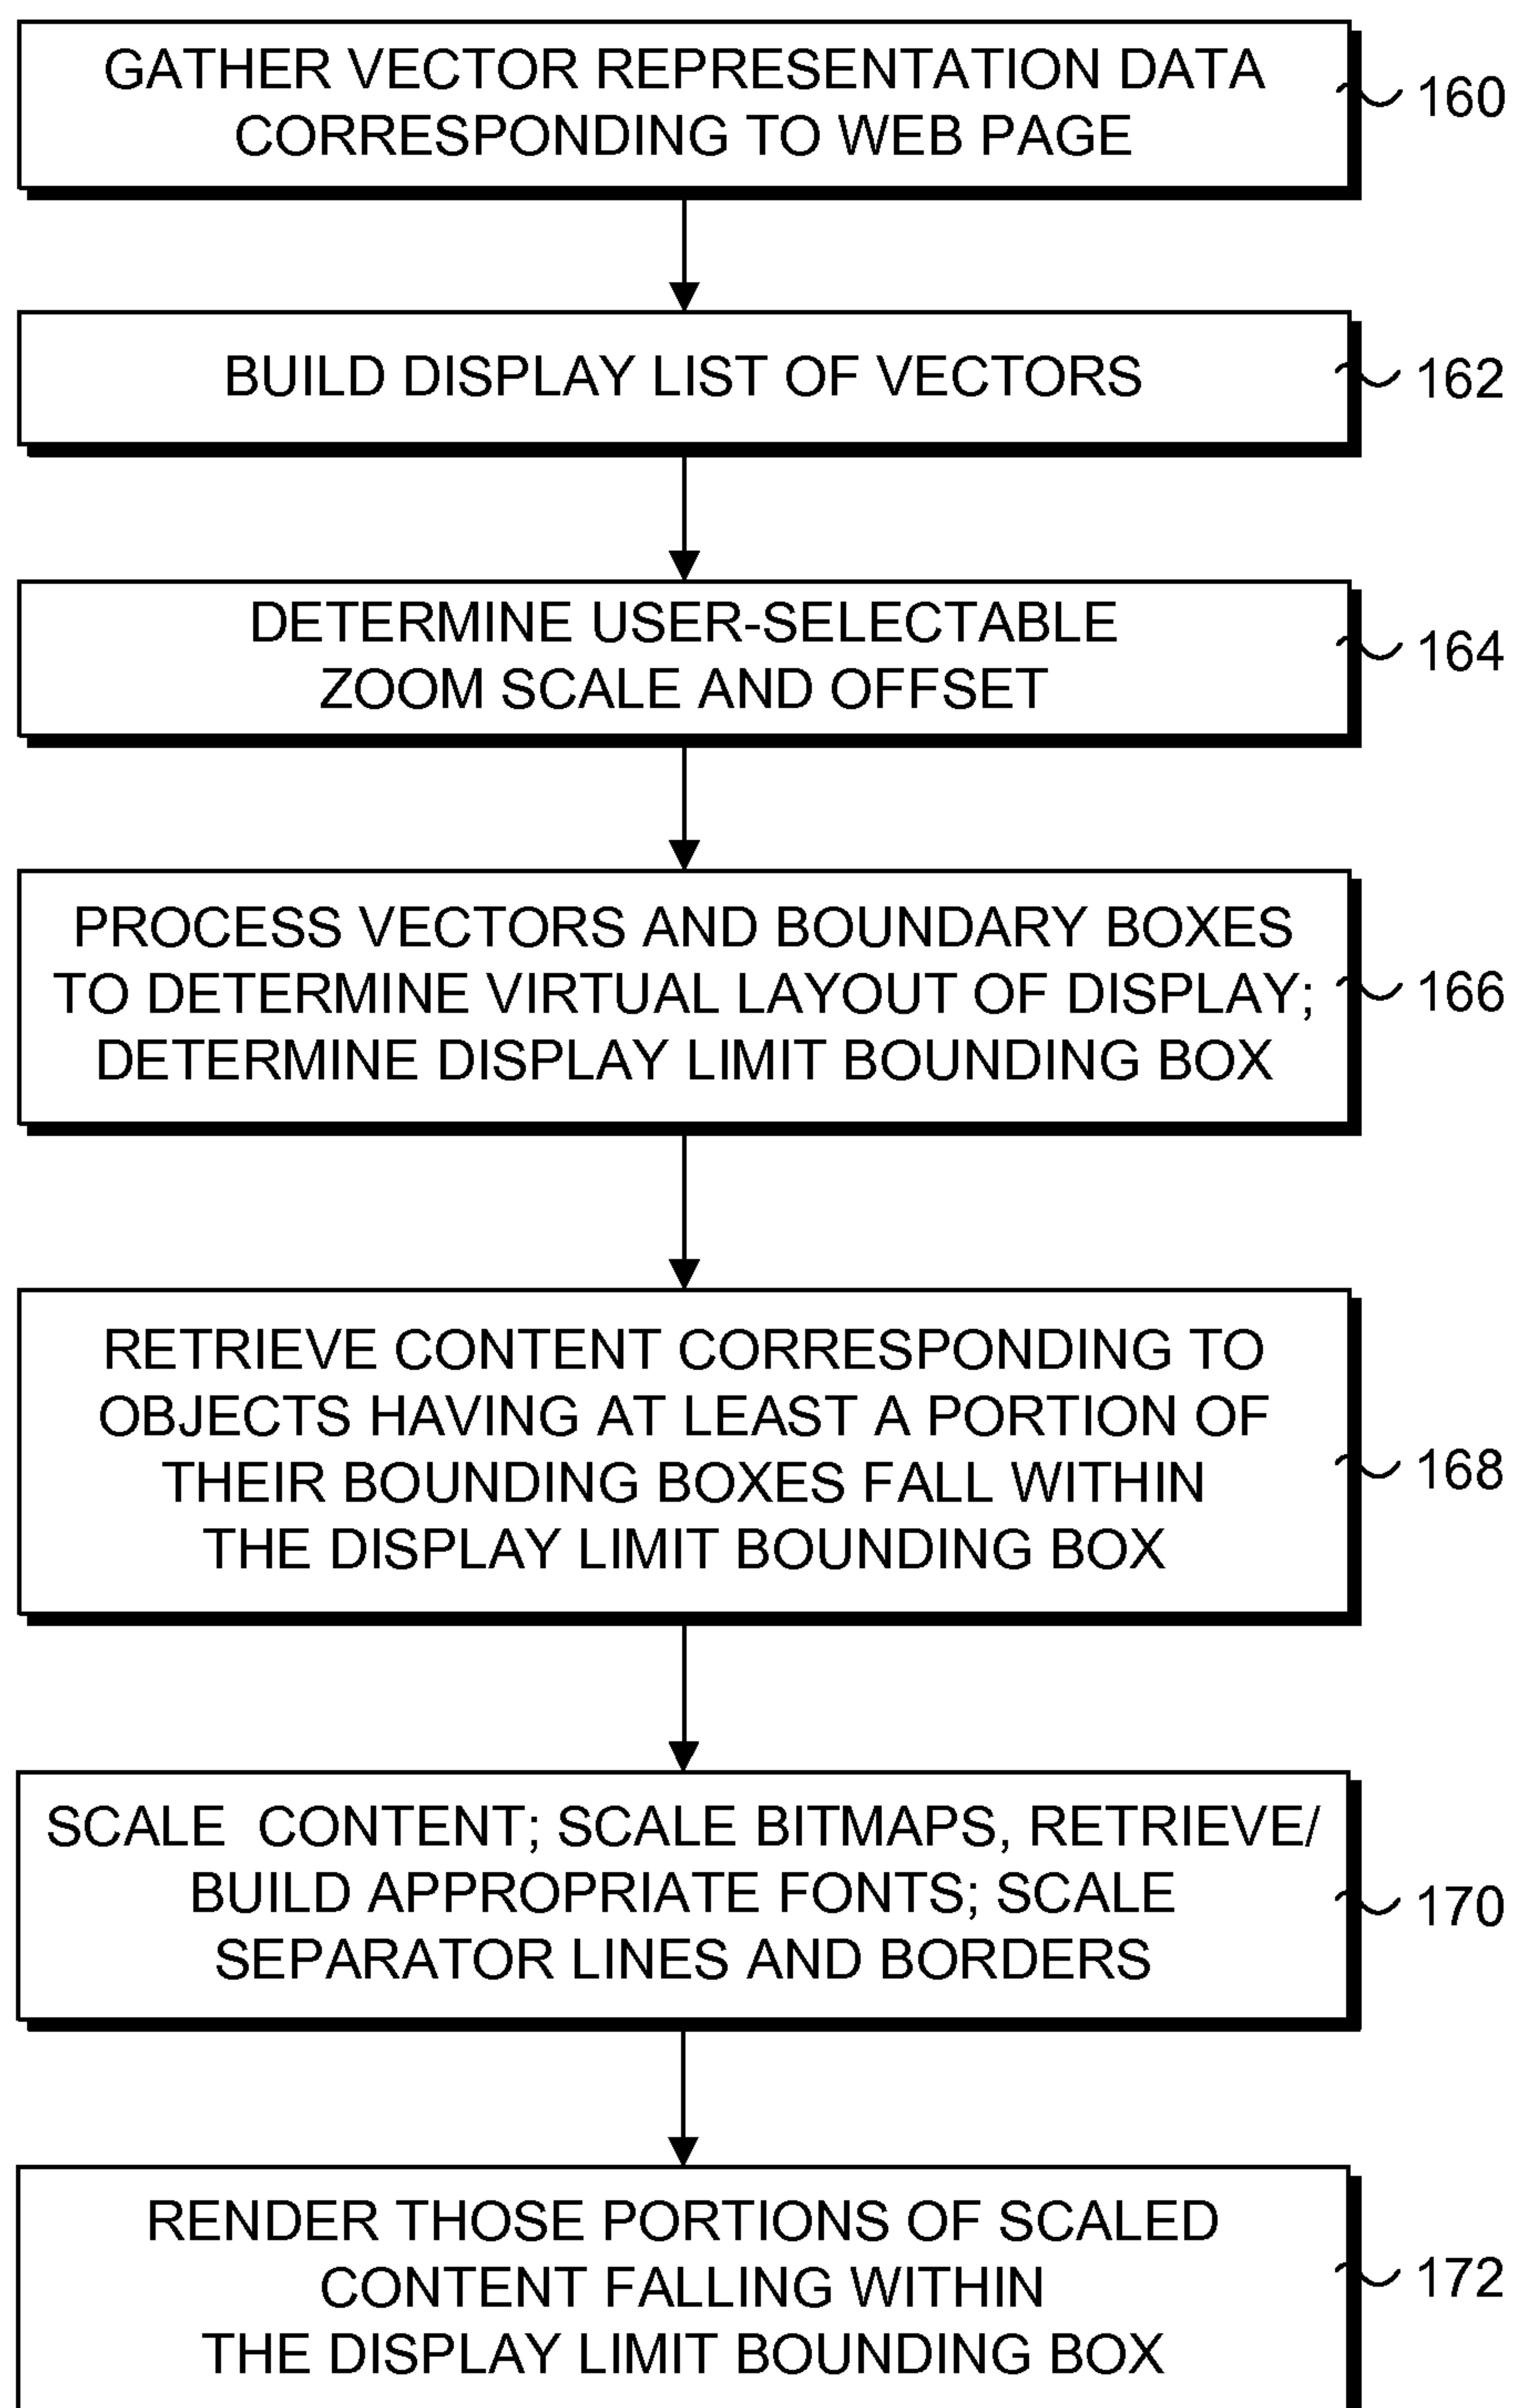 GATHER VECTOR REPRESENTATION DATA
CORRESPONDING TO WEB PAGE
160
BUILD DISPLAY LIST OF VECTORS
162
DETERMINE USER-SELECTABLE
ZOOM SCALE AND OFFSET
164
PROCESS VECTORS AND BOUNDARY BOXES
TO DETERMINE VIRTUAL LAYOUT OF DISPLAY;
DETERMINE DISPLAY LIMIT BOUNDING BOX
166
RETRIEVE CONTENT CORRESPONDING TO
OBJECTS HAVING AT LEAST A PORTION OF
THEIR BOUNDING BOXES FALL WITHIN
THE DISPLAY LIMIT BOUNDING BOX
168
SCALE CONTENT; SCALE BITMAPS, RETRIEVE/
BUILD APPROPRIATE FONTS; SCALE
SEPARATOR LINES AND BORDERS
170
RENDER THOSE PORTIONS OF SCALED
CONTENT FALLING WITHIN
THE DISPLAY LIMIT BOUNDING BOX
172